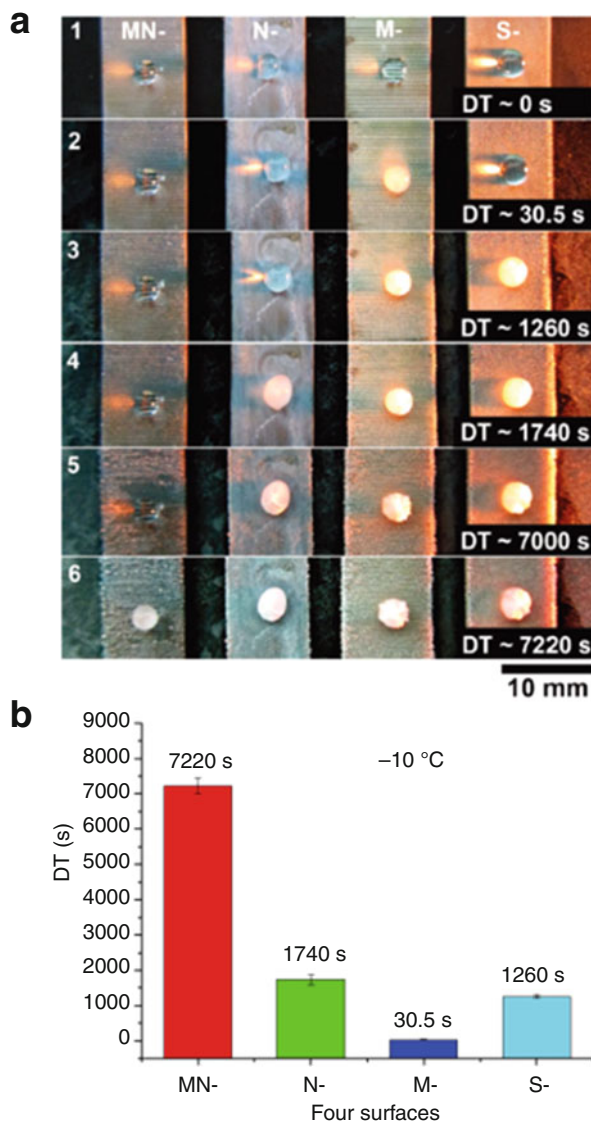 a
1 MN- N- M- S-
DT ~ 0 s
2
DT ~ 30.5 s
3
DT ~ 1260 s
4
DT ~ 1740 s
5
DT ~ 7000 s
6
DT ~ 7220 s
10 mm
b
9000
8000
7000
6000
5000
4000
3000
2000
1000
0
DT (s)
7220 s
–10 °C
1740 s
30.5 s
1260 s
MN- N- M- S-
Four surfaces